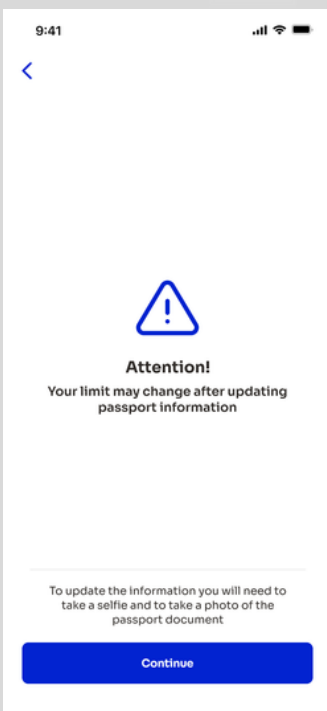 9:41
Attention!
Your limit may change after updating
passport information
To update the information you will need to
take a selfie and to take a photo of the
passport document
Continue